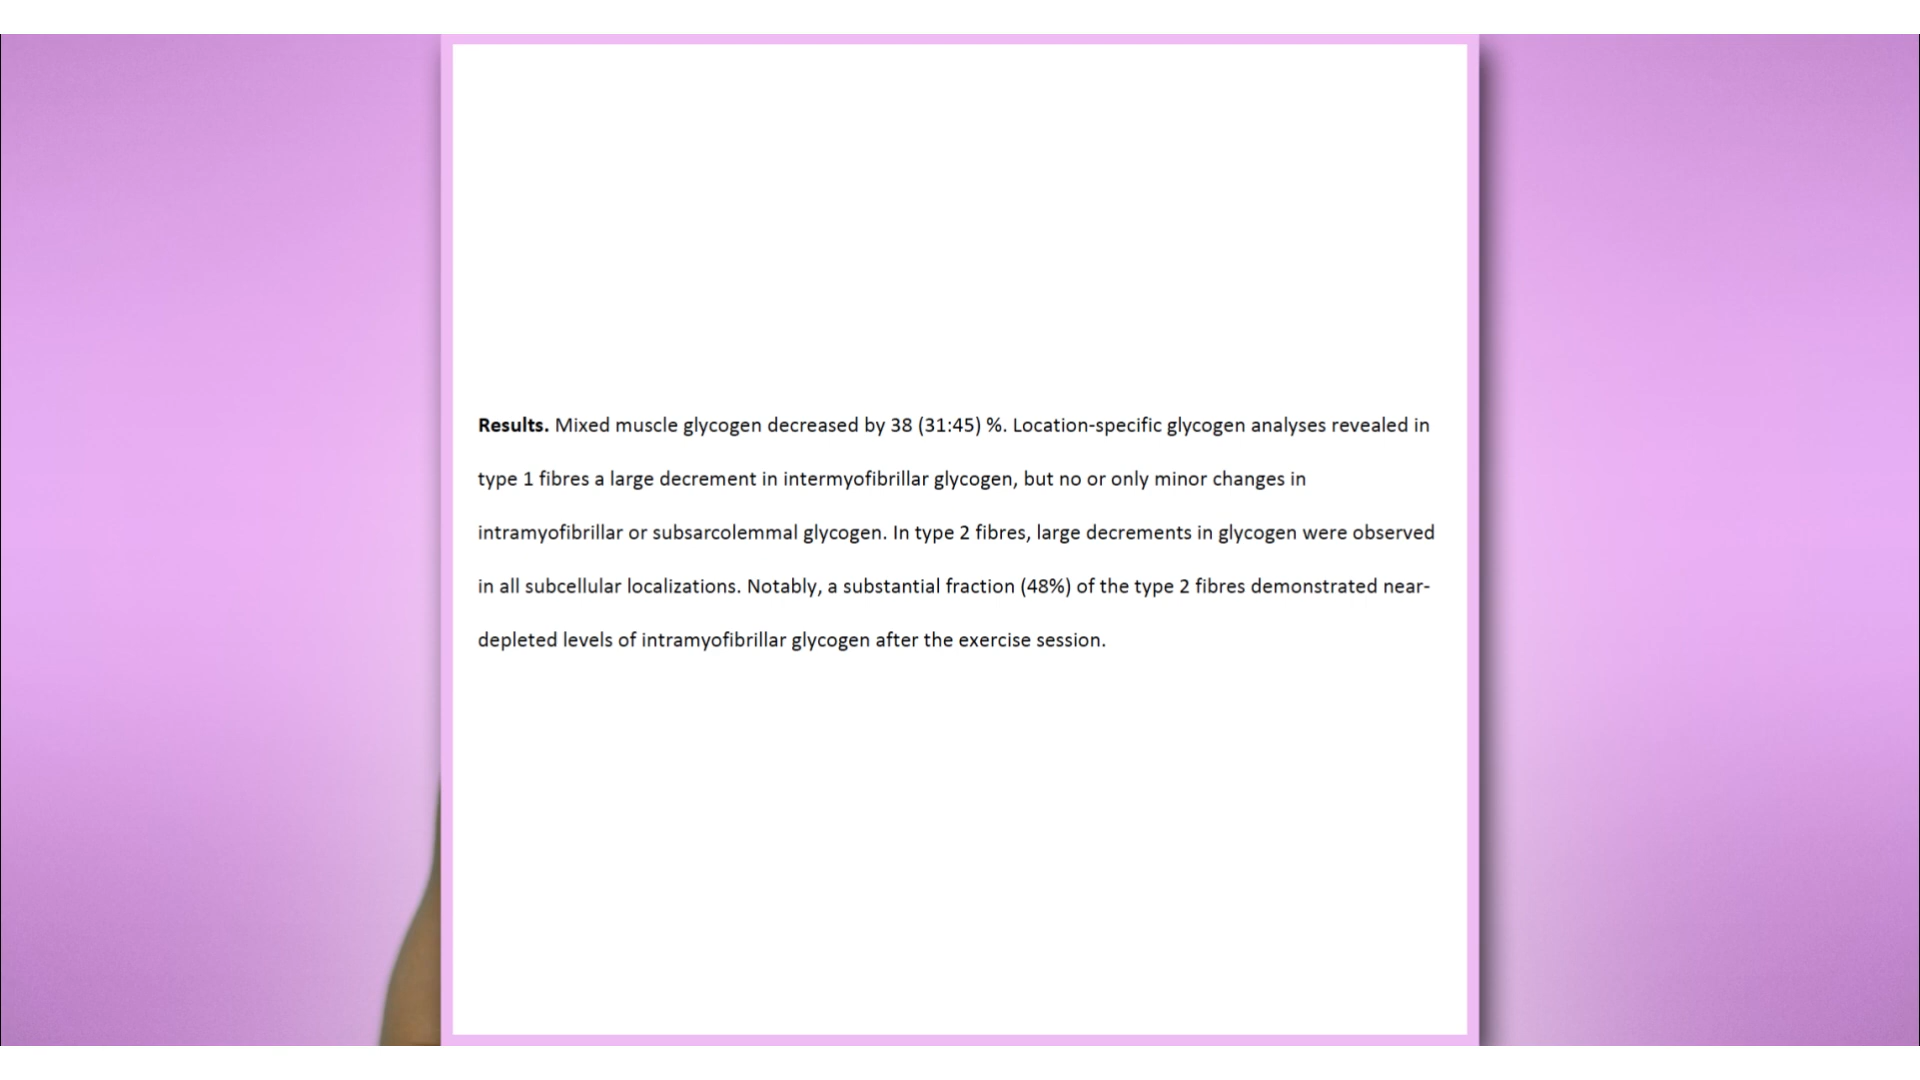 Results. Mixed muscle glycogen decreased by 38 (31:45) %. Location-specific glycogen analyses revealed in
type 1 fibres a large decrement in intermyofibrillar glycogen, but no or only minor changes in
intramyofibrillar or subsarcolemmal glycogen. In type 2 fibres, large decrements in glycogen were observed
in all subcellular localizations. Notably, a substantial fraction (48%) of the type 2 fibres demonstrated near-
depleted levels of intramyofibrillar glycogen after the exercise session.